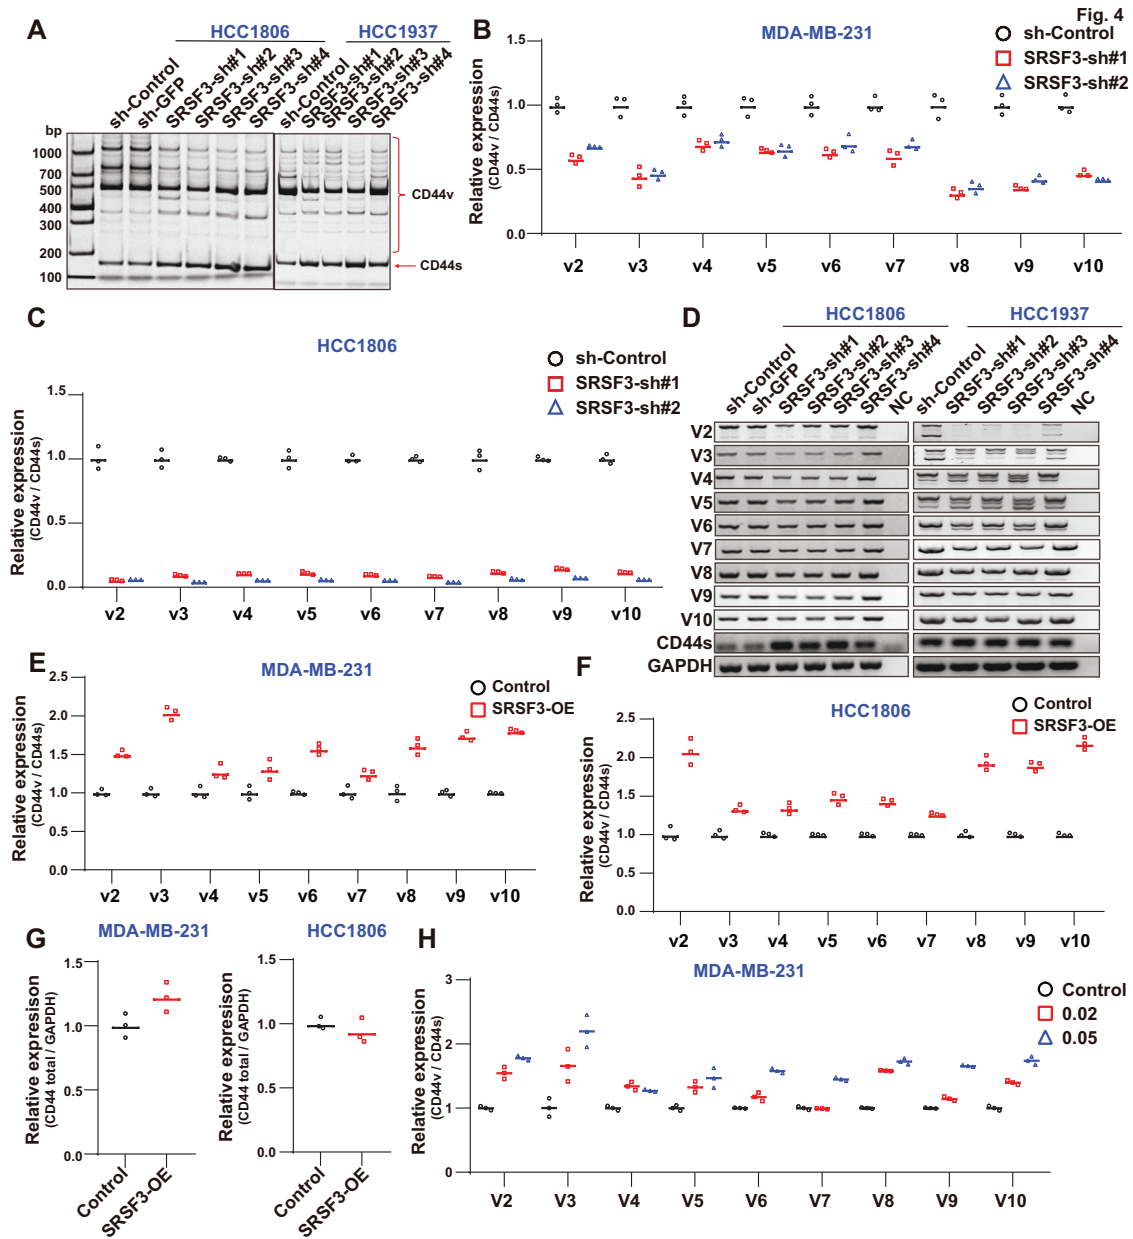 Fig. 4
A
HCC1806
HCC1937
sh-Control
sh-GFP
SRSF3-sh#1
SRSF3-sh#2
SRSF3-sh#3
SRSF3-sh#4
sh-Control
SRSF3-sh#1
SRSF3-sh#2
SRSF3-sh#3
SRSF3-sh#4
bp
1000
700
500
400
300
200
100
CD44v
CD44s
B
MDA-MB-231
sh-Control
SRSF3-sh#1
SRSF3-sh#2
Relative expression
(CD44v / CD44s)
1.5
1.0
0.5
0.0
v2 v3 v4 v5 v6 v7 v8 v9 v10
C
HCC1806
sh-Control
SRSF3-sh#1
SRSF3-sh#2
Relative expression
(CD44v / CD44s)
1.5
1.0
0.5
0.0
v2 v3 v4 v5 v6 v7 v8 v9 v10
D
HCC1806
HCC1937
sh-Control
sh-GFP
SRSF3-sh#1
SRSF3-sh#2
SRSF3-sh#3
SRSF3-sh#4
NC
sh-Control
SRSF3-sh#1
SRSF3-sh#2
SRSF3-sh#3
SRSF3-sh#4
NC
V2
V3
V4
V5
V6
V7
V8
V9
V10
CD44s
GAPDH
E
MDA-MB-231
Control
SRSF3-OE
Relative expression
(CD44v / CD44s)
2.5
2.0
1.5
1.0
0.5
0.0
v2 v3 v4 v5 v6 v7 v8 v9 v10
F
HCC1806
Control
SRSF3-OE
Relative expression
(CD44v / CD44s)
2.5
2.0
1.5
1.0
0.5
0.0
v2 v3 v4 v5 v6 v7 v8 v9 v10
G
MDA-MB-231
Relative expresision
(CD44 total / GAPDH)
1.5
1.0
0.5
0.0
Control
SRSF3-OE
HCC1806
Relative expression
(CD44 total / GAPDH)
1.5
1.0
0.5
0.0
Control
SRSF3-OE
H
MDA-MB-231
Control
0.02
0.05
Relative expression
(CD44v / CD44s)
3
2
1
0
V2 V3 V4 V5 V6 V7 V8 V9 V10